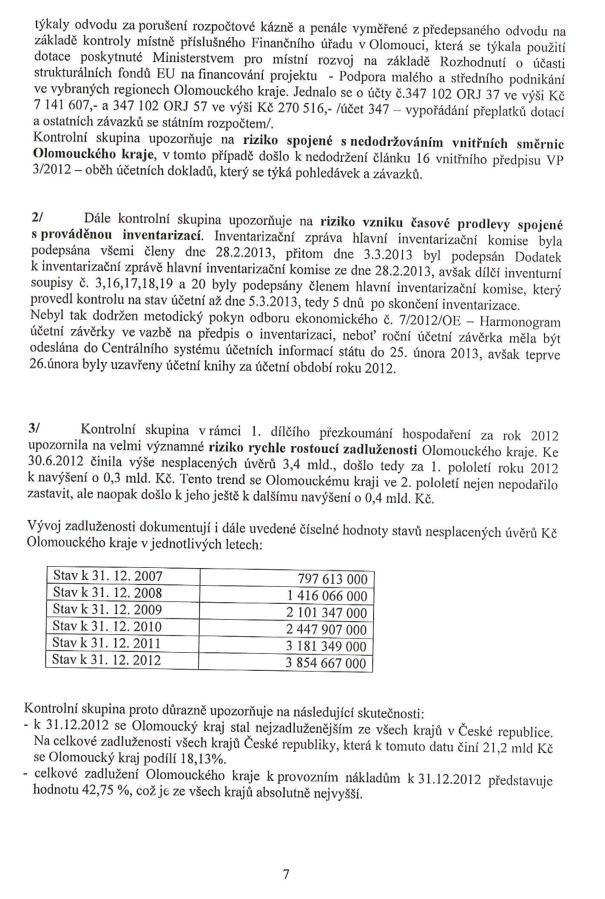 týkaly odvodu za porušení rozpočtové kázně a penále vyměřené z předepsaného odvodu na
základě kontroly místně příslušného Finančního úřadu v Olomouci, která se týkala použití
dotace poskytnuté Ministerstvem pro místní rozvoj na základě Rozhodnutí o účasti
strukturálních fondů EU na financování projektu - Podpora malého a středního podnikání
ve vybraných regionech Olomouckého kraje. Jednalo se o účty č.347 102 ORJ 37 ve výši Kč
7 141 607,- a 347 102 ORJ 57 ve výši Kč 270 516,- /účet 347 – vypořádání přeplatků dotací
a ostatních závazků se státním rozpočtem/.
Kontrolní skupina upozorňuje na riziko spojené s nedodržováním vnitřních směrnic
Olomouckého kraje, v tomto případě došlo k nedodržení článku 16 vnitřního předpisu VP
3/2012 – oběh účetních dokladů, který se týká pohledávek a závazků.
2/ Dále kontrolní skupina upozorňuje na riziko vzniku časové prodlevy spojené
s prováděnou inventarizací. Inventarizační zpráva hlavní inventarizační komise byla
podepsána všemi členy dne 28.2.2013, přitom dne 3.3.2013 byl podepsán Dodatek
k inventarizační zprávě hlavní inventarizační komise ze dne 28.2.2013, avšak dílčí inventurní
soupisy č. 3,16,17,18,19 a 20 byly podepsány členem hlavní inventarizační komise, který
provedl kontrolu na stav účetní až dne 5.3.2013, tedy 5 dnů po skončení inventarizace.
Nebyl tak dodržen metodický pokyn odboru ekonomického č. 7/2012/OE – Harmonogram
účetní závěrky ve vazbě na předpis o inventarizaci, neboť roční účetní závěrka měla být
odeslána do Centrálního systému účetních informací státu do 25. února 2013, avšak teprve
26.února byly uzavřeny účetní knihy za účetní období roku 2012.
3/ Kontrolní skupina v rámci 1. dílčího přezkoumání hospodaření za rok 2012
upozornila na velmi významné riziko rychle rostoucí zadluženosti Olomouckého kraje. Ke
30.6.2012 činila výše nesplacených úvěrů 3,4 mld., došlo tedy za 1. pololetí roku 2012
k navýšení o 0,3 mld. Kč. Tento trend se Olomouckému kraji ve 2. pololetí nejen nepodařilo
zastavit, ale naopak došlo k jeho ještě k dalšímu navýšení o 0,4 mld. Kč.
Vývoj zadluženosti dokumentují i dále uvedené číselné hodnoty stavů nesplacených úvěrů Kč
Olomouckého kraje v jednotlivých letech:
Stav k 31. 12. 2007 797 613 000
Stav k 31. 12. 2008 1 416 066 000
Stav k 31. 12. 2009 2 101 347 000
Stav k 31. 12. 2010 2 447 907 000
Stav k 31. 12. 2011 3 181 349 000
Stav k 31. 12. 2012 3 854 667 000
Kontrolní skupina proto důrazně upozorňuje na následující skutečnosti:
- k 31.12.2012 se Olomoucký kraj stal nejzadluženějším ze všech krajů v České republice.
Na celkové zadluženosti všech krajů České republiky, která k tomuto datu činí 21,2 mld Kč
se Olomoucký kraj podílí 18,13%.
- celkové zadlužení Olomouckého kraje k provozním nákladům k 31.12.2012 představuje
hodnotu 42,75 %, což je ze všech krajů absolutně nejvyšší.
7